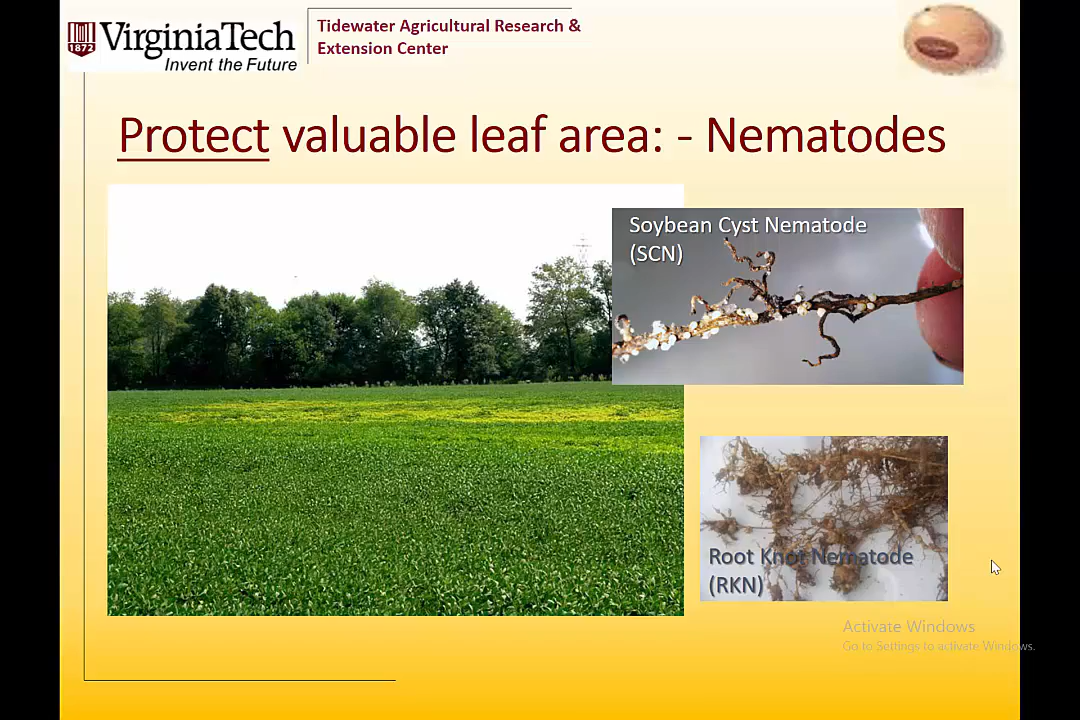 VirginiaTech
1872
Invent the Future
Tidewater Agricultural Research &
Extension Center
Protect valuable leaf area: - Nematodes
Soybean Cyst Nematode
(SCN)
Root Knot Nematode
(RKN)
Activate Windows
Go to Settings to activate Windows.